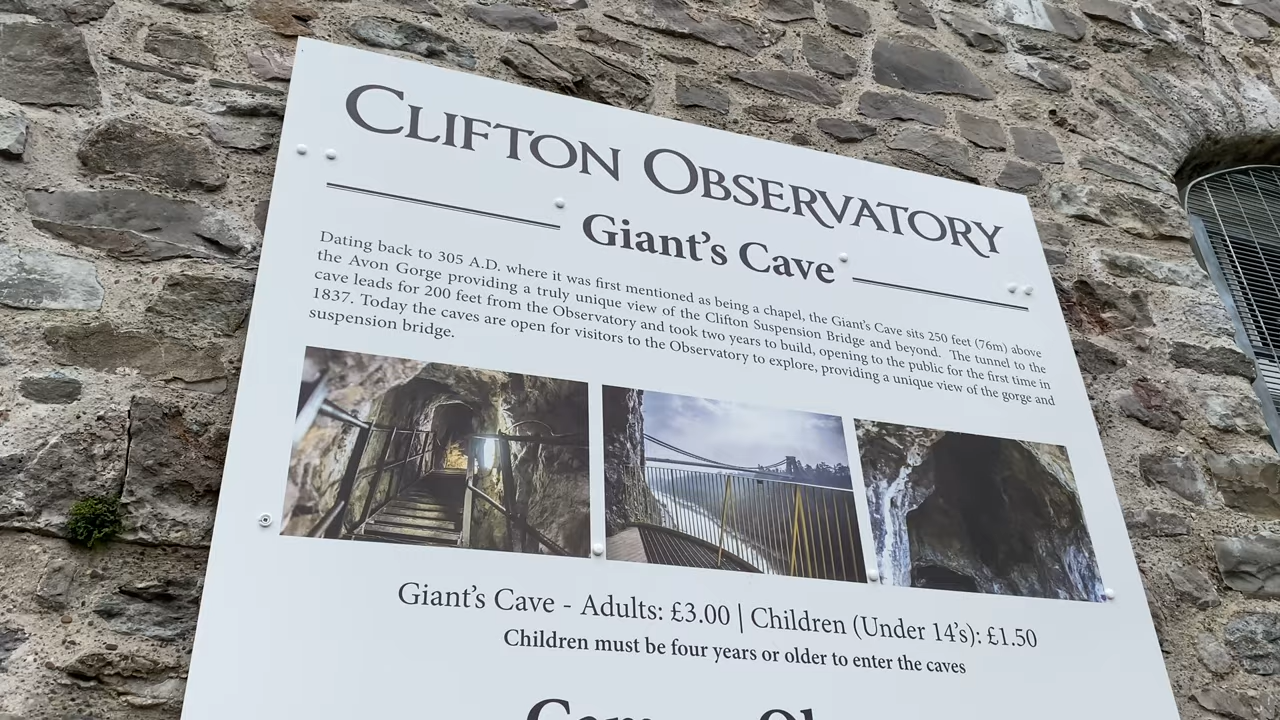 CLIFTON OBSERVATORY
Giant's Cave
Dating back to 305 A.D. where it was first mentioned as being a chapel, the Giant's Cave sits 250 feet (76m) above
the Avon Gorge providing a truly unique view of the Clifton Suspension Bridge and beyond. The tunnel to the
cave leads for 200 feet from the Observatory and took two years to build, opening to the public for the first time in
1837. Today the caves are open for visitors to the Observatory to explore, providing a unique view of the gorge and
suspension bridge.
Giant's Cave - Adults: £3.00 | Children (Under 14's): £1.50
Children must be four years or older to enter the caves